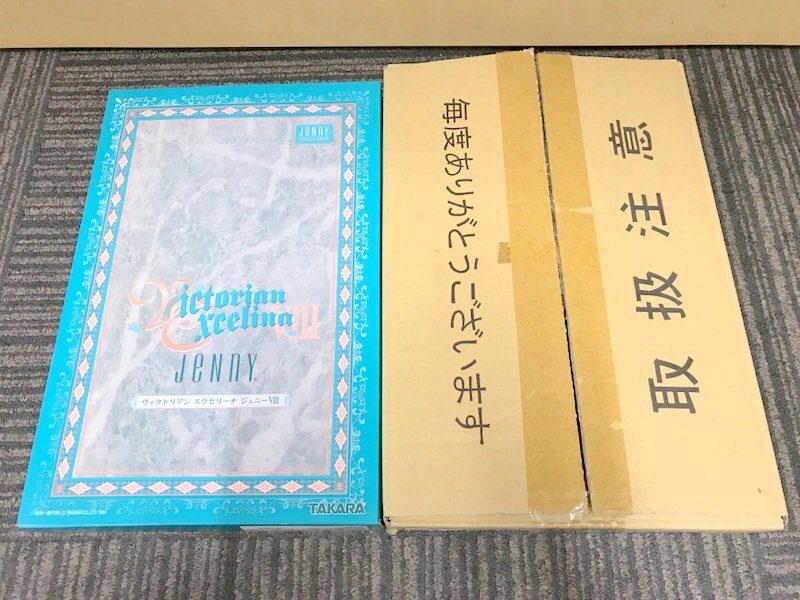 JENNY
COLLECTION
Victorian
Excelina VIII
JeNNY
ヴィクトリアン エクセリーナ ジェニーVIII
TAKARA
毎度ありがとうございます
取扱注意